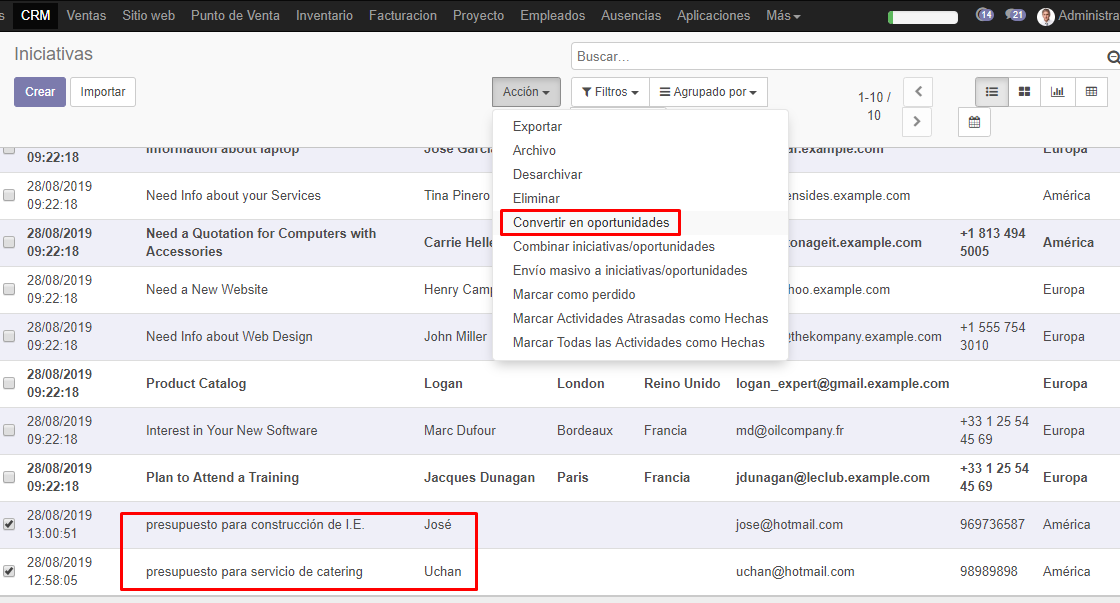 s CRM Ventas Sitio web Punto de Venta Inventario Facturacion Proyecto Empleados Ausencias Aplicaciones Más 14 21 Administra
Iniciativas
Buscar...
Crear Importar Acción Filtros Agrupado por 1-10 /
10
Exportar
Archivo
Desarchivar
Eliminar
Convertir en oportunidades
Combinar iniciativas/oportunidades
Envío masivo a iniciativas/oportunidades
Marcar como perdido
Marcar Actividades Atrasadas como Hechas
Marcar Todas las Actividades como Hechas
09:22:18 Information about laptop .example.com Europa
28/08/2019
09:22:18 Need Info about your Services Tina Pinero ensides.example.com América
28/08/2019
09:22:18 Need a Quotation for Computers with
Accessories Carrie Helle onageit.example.com +1 813 494
5005 América
28/08/2019
09:22:18 Need a New Website Henry Camp hoo.example.com Europa
28/08/2019
09:22:18 Need Info about Web Design John Miller thekompany.example.com +1 555 754
3010 Europa
28/08/2019
09:22:18 Product Catalog Logan London Reino Unido logan_expert@gmail.example.com Europa
28/08/2019
09:22:18 Interest in Your New Software Marc Dufour Bordeaux Francia md@oilcompany.fr +33 1 25 54
45 69 Europa
28/08/2019
09:22:18 Plan to Attend a Training Jacques Dunagan Paris Francia jdunagan@leclub.example.com +33 1 25 54
45 69 Europa
28/08/2019
13:00:51 presupuesto para construcción de I.E. José jose@hotmail.com 969736587 América
28/08/2019
12:58:05 presupuesto para servicio de catering Uchan uchan@hotmail.com 98989898 América